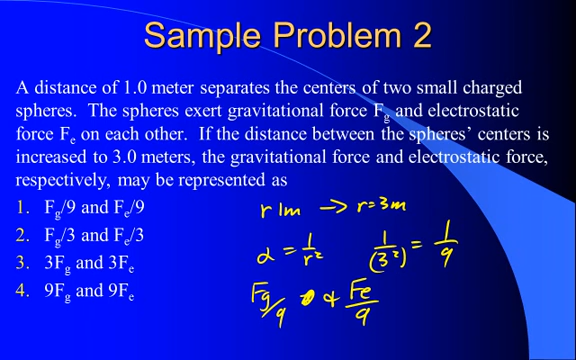 Sample Problem 2
A distance of 1.0 meter separates the centers of two small charged
spheres. The spheres exert gravitational force Fg and electrostatic
force Fe on each other. If the distance between the spheres' centers is
increased to 3.0 meters, the gravitational force and electrostatic force,
respectively, may be represented as
1. Fg/9 and Fe/9
2. Fg/3 and Fe/3
3. 3Fg and 3Fe
4. 9Fg and 9Fe
r 1m → r=3m
α = 1/r² 1/(3²) = 1/9
Fg/9 + Fe/9